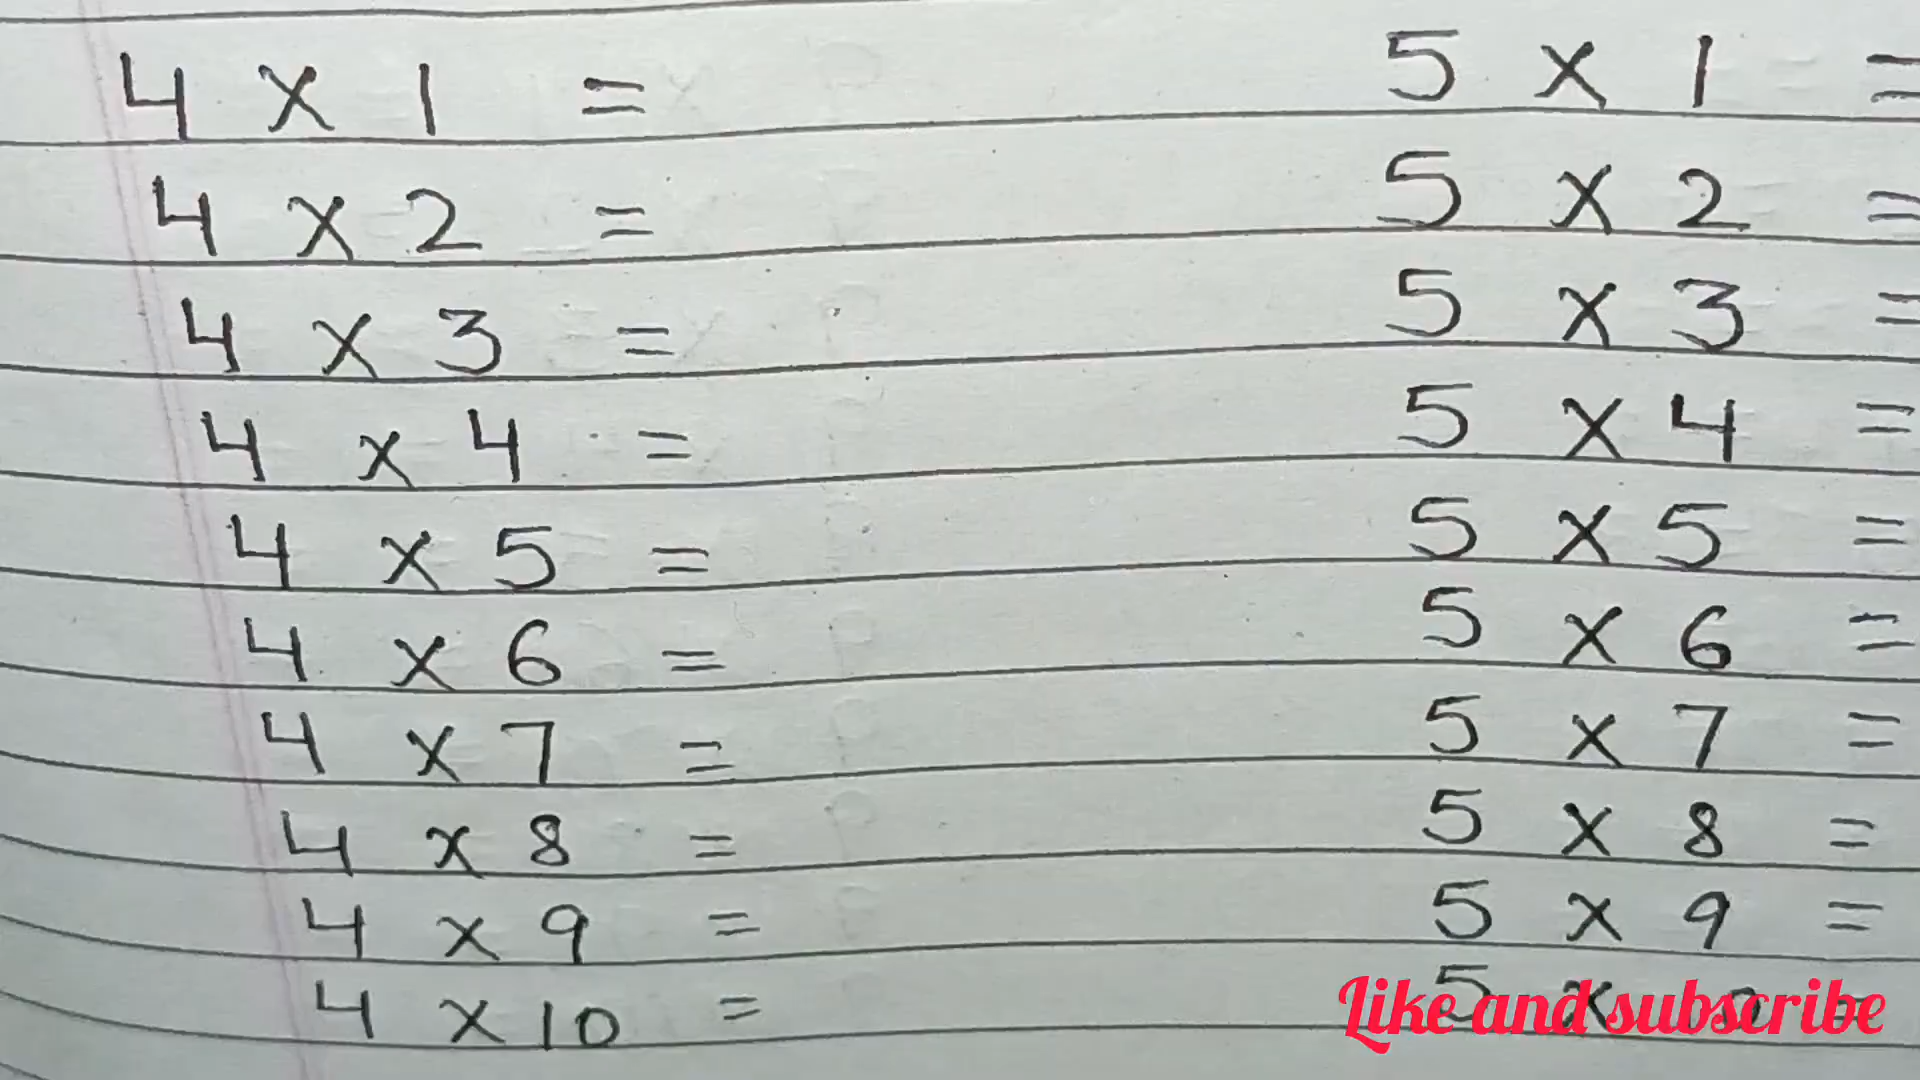 4 x 1 = 5 x 1 =
4 x 2 = 5 x 2 =
4 x 3 = 5 x 3 =
4 x 4 = 5 x 4 =
4 x 5 = 5 x 5 =
4 x 6 = 5 x 6 =
4 x 7 = 5 x 7 =
4 x 8 = 5 x 8 =
4 x 9 = 5 x 9 =
4 x 10 = 5 x 10 =
Like and subscribe